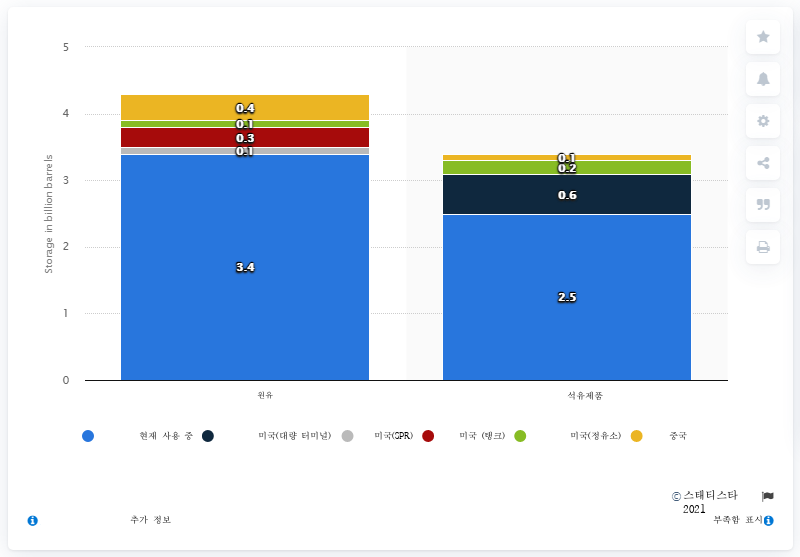 5
4
3
2
1
0
Storage in billion barrels
0.4
0.1
0.3
0.1
3.4
0.1
0.2
0.6
2.5
원유
석유제품
현재 사용 중
미국(대량 터미널)
미국(SPR)
미국 (탱크)
미국(정유소)
중국
© 스태티스타
2021
추가 정보
부족함 표시